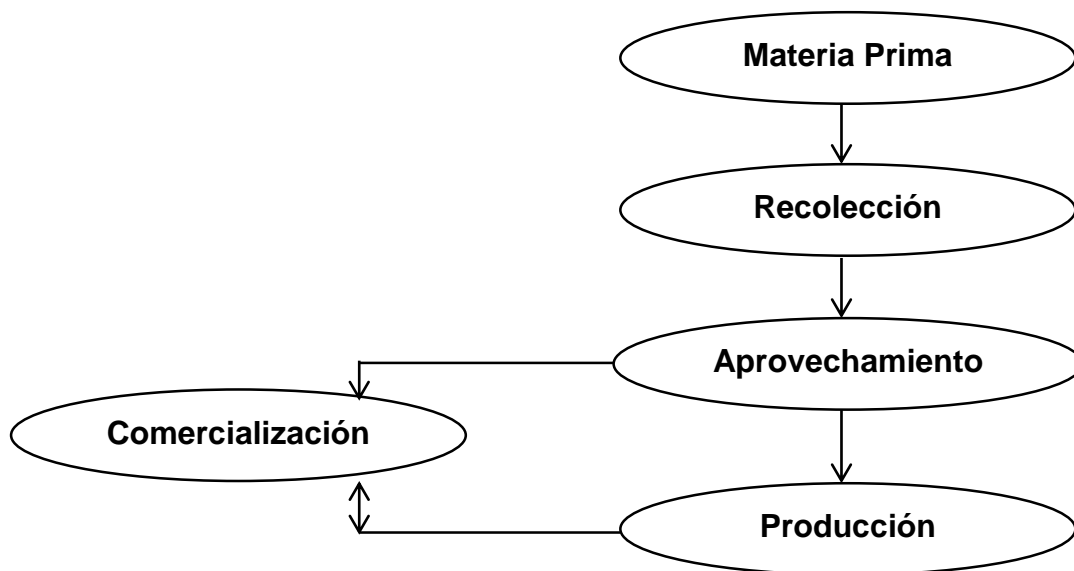 Materia Prima
Recolección
Aprovechamiento
Comercialización
Producción